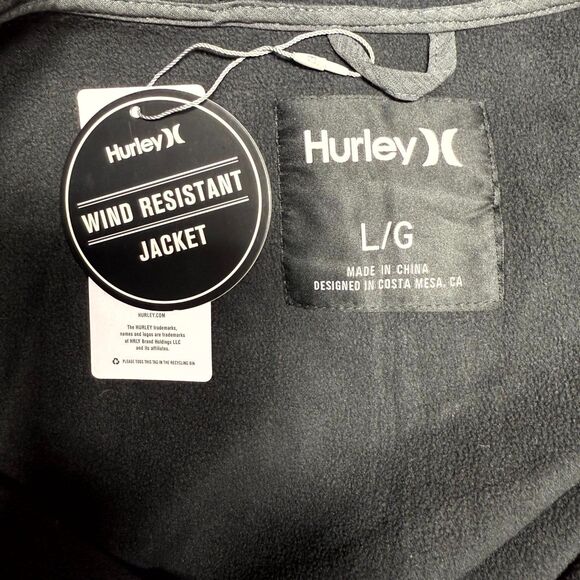 Hurley
WIND RESISTANT
JACKET
HURLEY.COM
The HURLEY trademarks,
names and logos are trademarks
of HRLY Brand Holdings LLC
and its affiliates.
PLEASE TOSS THIS TAG IN THE RECYCLING BIN
Hurley
L/G
MADE IN CHINA
DESIGNED IN COSTA MESA, CA